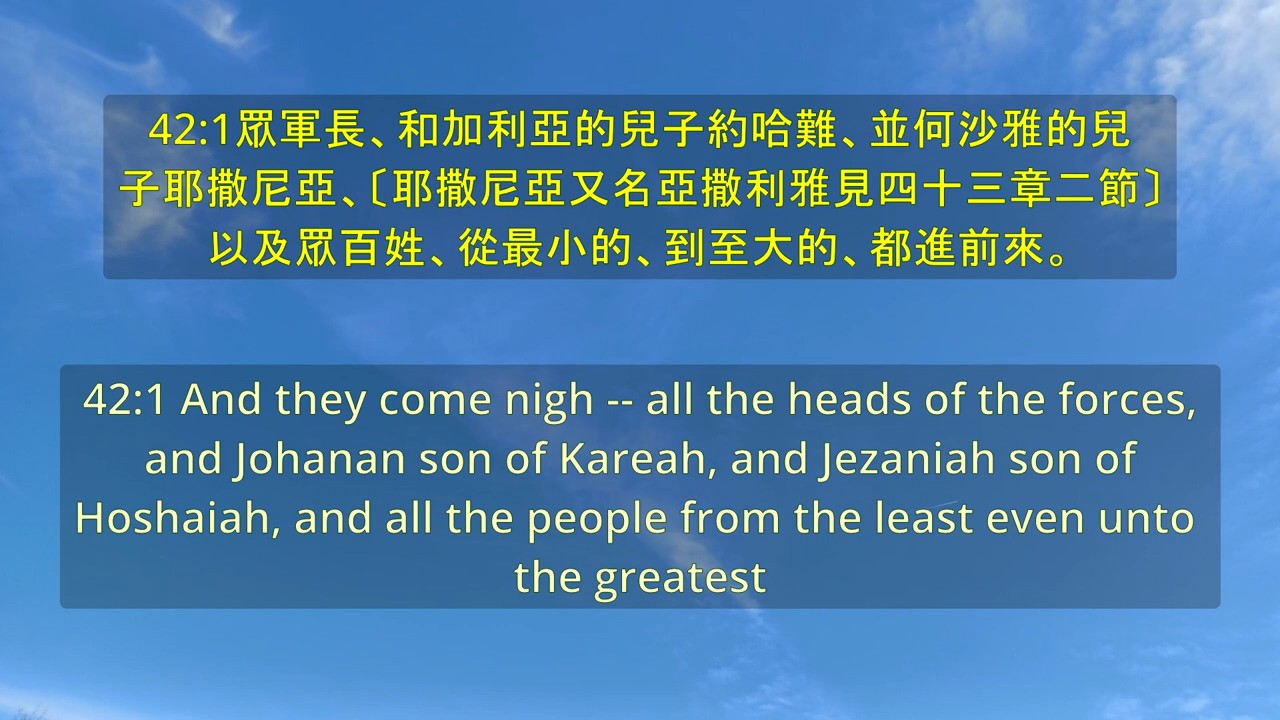 42:1眾軍長、和加利亞的兒子約哈難、並何沙雅的兒
子耶撒尼亞、〔耶撒尼亞又名亞撒利雅見四十三章二節〕
以及眾百姓、從最小的、到至大的、都進前來。
42:1 And they come nigh -- all the heads of the forces,
and Johanan son of Kareah, and Jezaniah son of
Hoshaiah, and all the people from the least even unto
the greatest